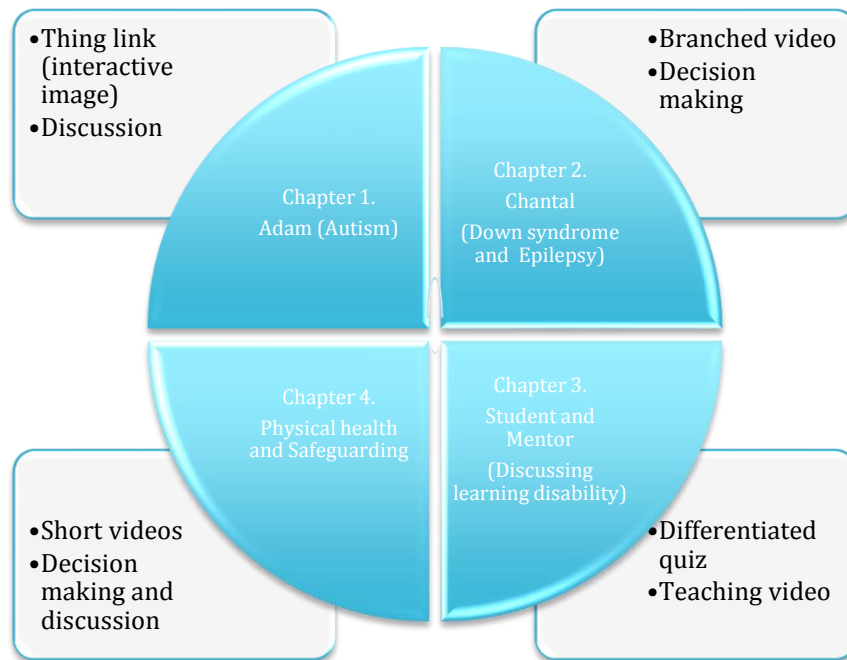 •Thing link
(interactive
image)
•Discussion
•Branched video
•Decision
making
Chapter 1.
Adam (Autism)
Chapter 2.
Chantal
(Down syndrome
and Epilepsy)
Chapter 4.
Physical health
and Safeguarding
Chapter 3.
Student and
Mentor
(Discussing
learning disability)
•Short videos
•Decision
making and
discussion
•Differentiated
quiz
•Teaching video